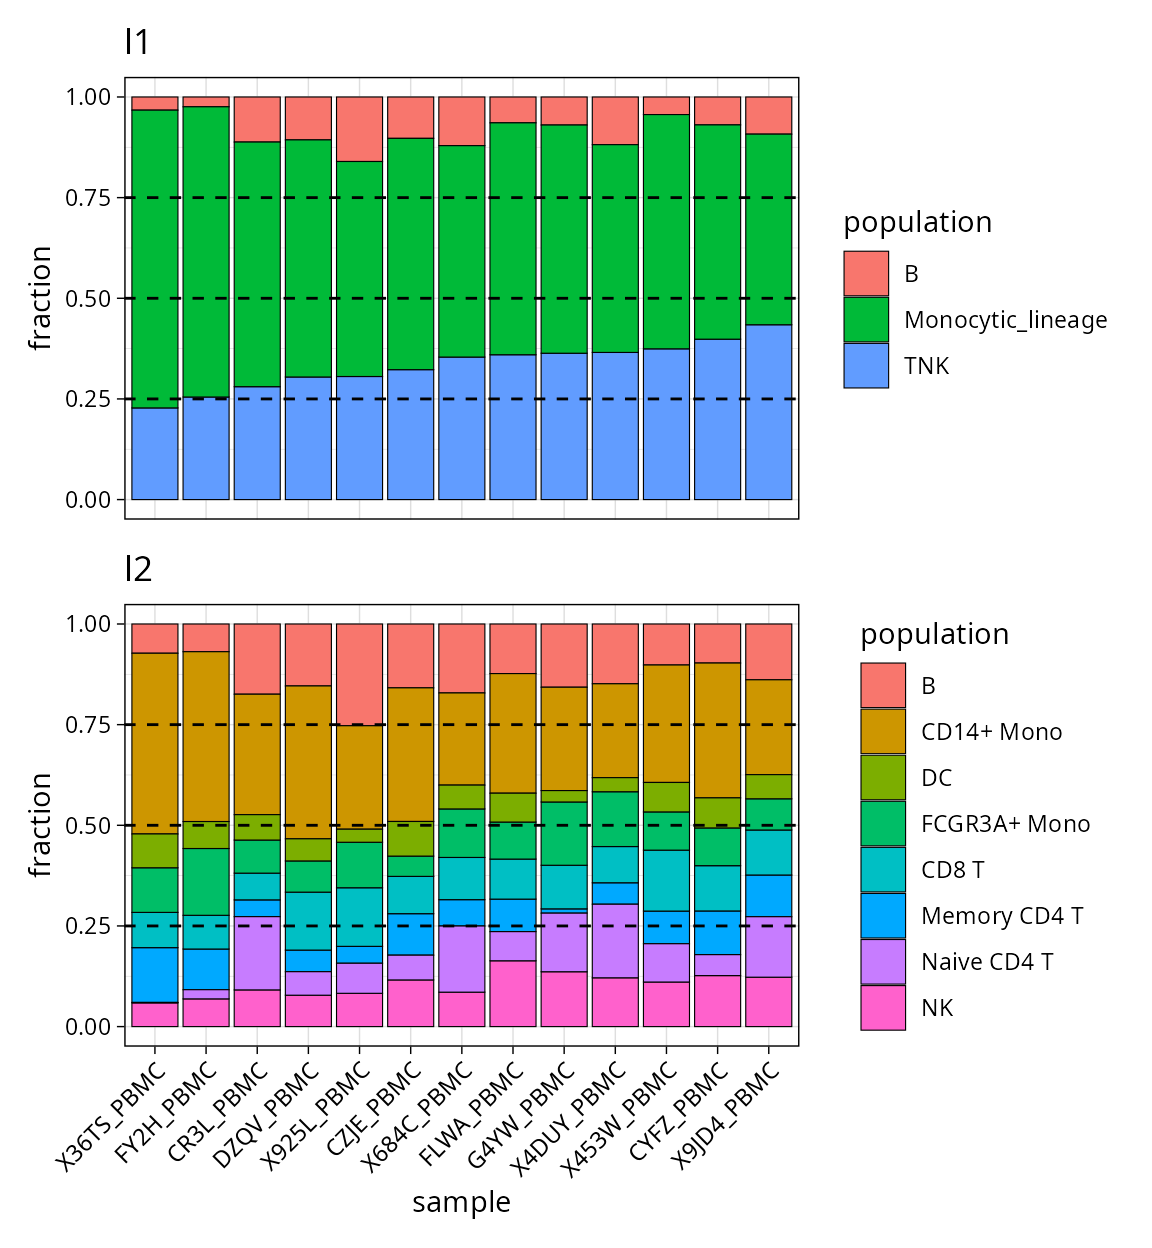 l1
1.00
0.75
0.50
0.25
0.00
fraction
population
B
Monocytic_lineage
TNK
l2
1.00
0.75
0.50
0.25
0.00
fraction
population
B
CD14+ Mono
DC
FCGR3A+ Mono
CD8 T
Memory CD4 T
Naive CD4 T
NK
X36TS_PBMC
FY2H_PBMC
CR3L_PBMC
DZQV_PBMC
X925L_PBMC
CZJE_PBMC
X684C_PBMC
FLWA_PBMC
G4YW_PBMC
X4DUY_PBMC
X453W_PBMC
CYFZ_PBMC
X9JD4_PBMC
sample